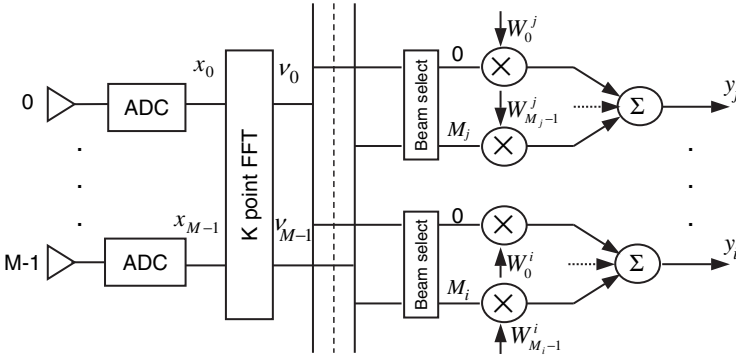 0
ADC
x_0
K point FFT
ν_0
Beam select
0
W_0^j
W_{M_j-1}^j
M_j
Σ
y_j
M-1
ADC
x_{M-1}
ν_{M-1}
Beam select
0
W_0^i
M_i
W_{M_i-1}^i
Σ
y_i